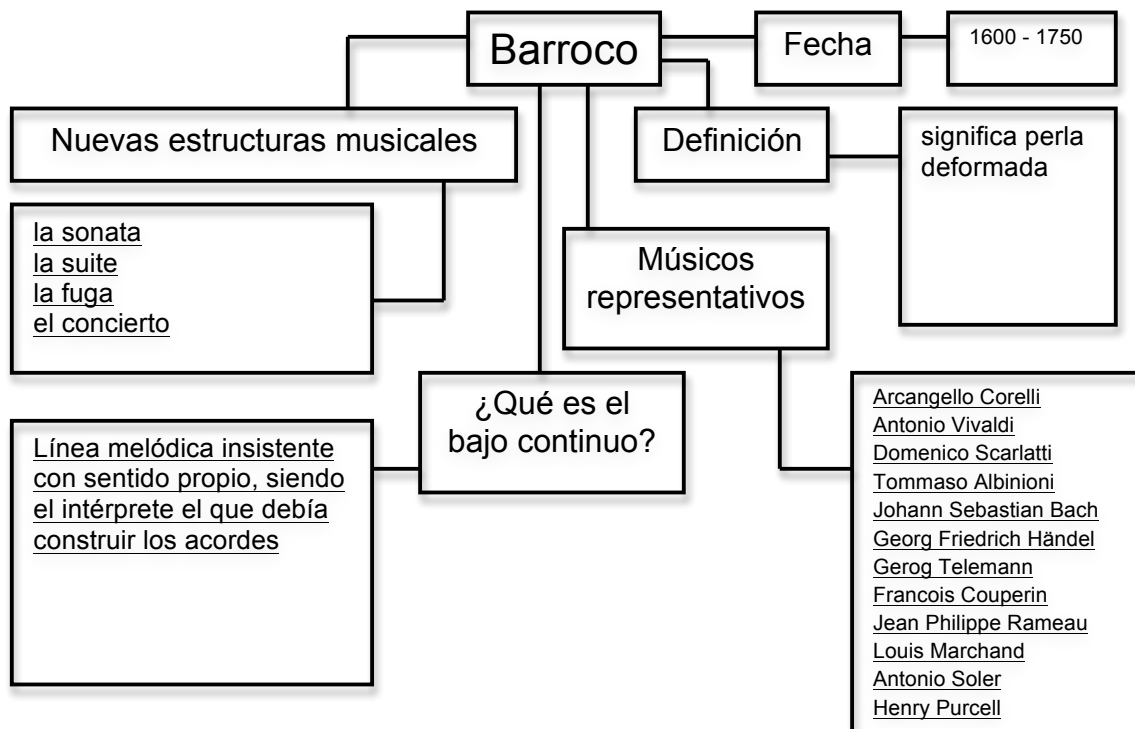 Barroco
Fecha
1600 - 1750
Nuevas estructuras musicales
Definición
significa perla
deformada
la sonata
la suite
la fuga
el concierto
Músicos
representativos
¿Qué es el
bajo continuo?
Línea melódica insistente
con sentido propio, siendo
el intérprete el que debía
construir los acordes
Arcangello Corelli
Antonio Vivaldi
Domenico Scarlatti
Tommaso Albinioni
Johann Sebastian Bach
Georg Friedrich Händel
Gerog Telemann
Francois Couperin
Jean Philippe Rameau
Louis Marchand
Antonio Soler
Henry Purcell